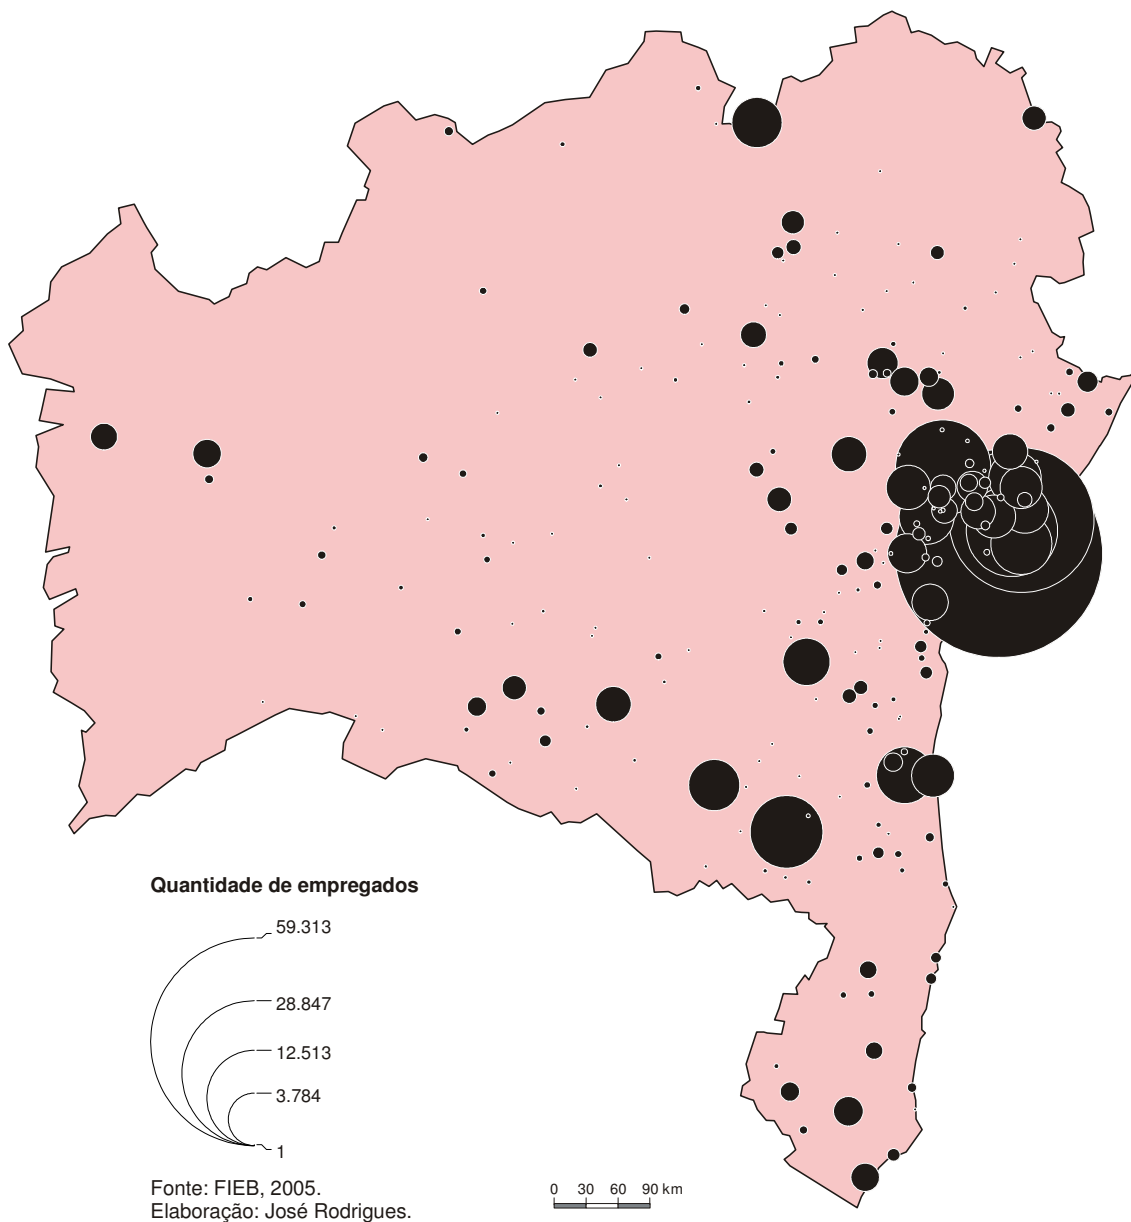 Quantidade de empregados
59.313
28.847
12.513
3.784
1
Fonte: FIEB, 2005.
Elaboração: José Rodrigues.
0 30 60 90 km